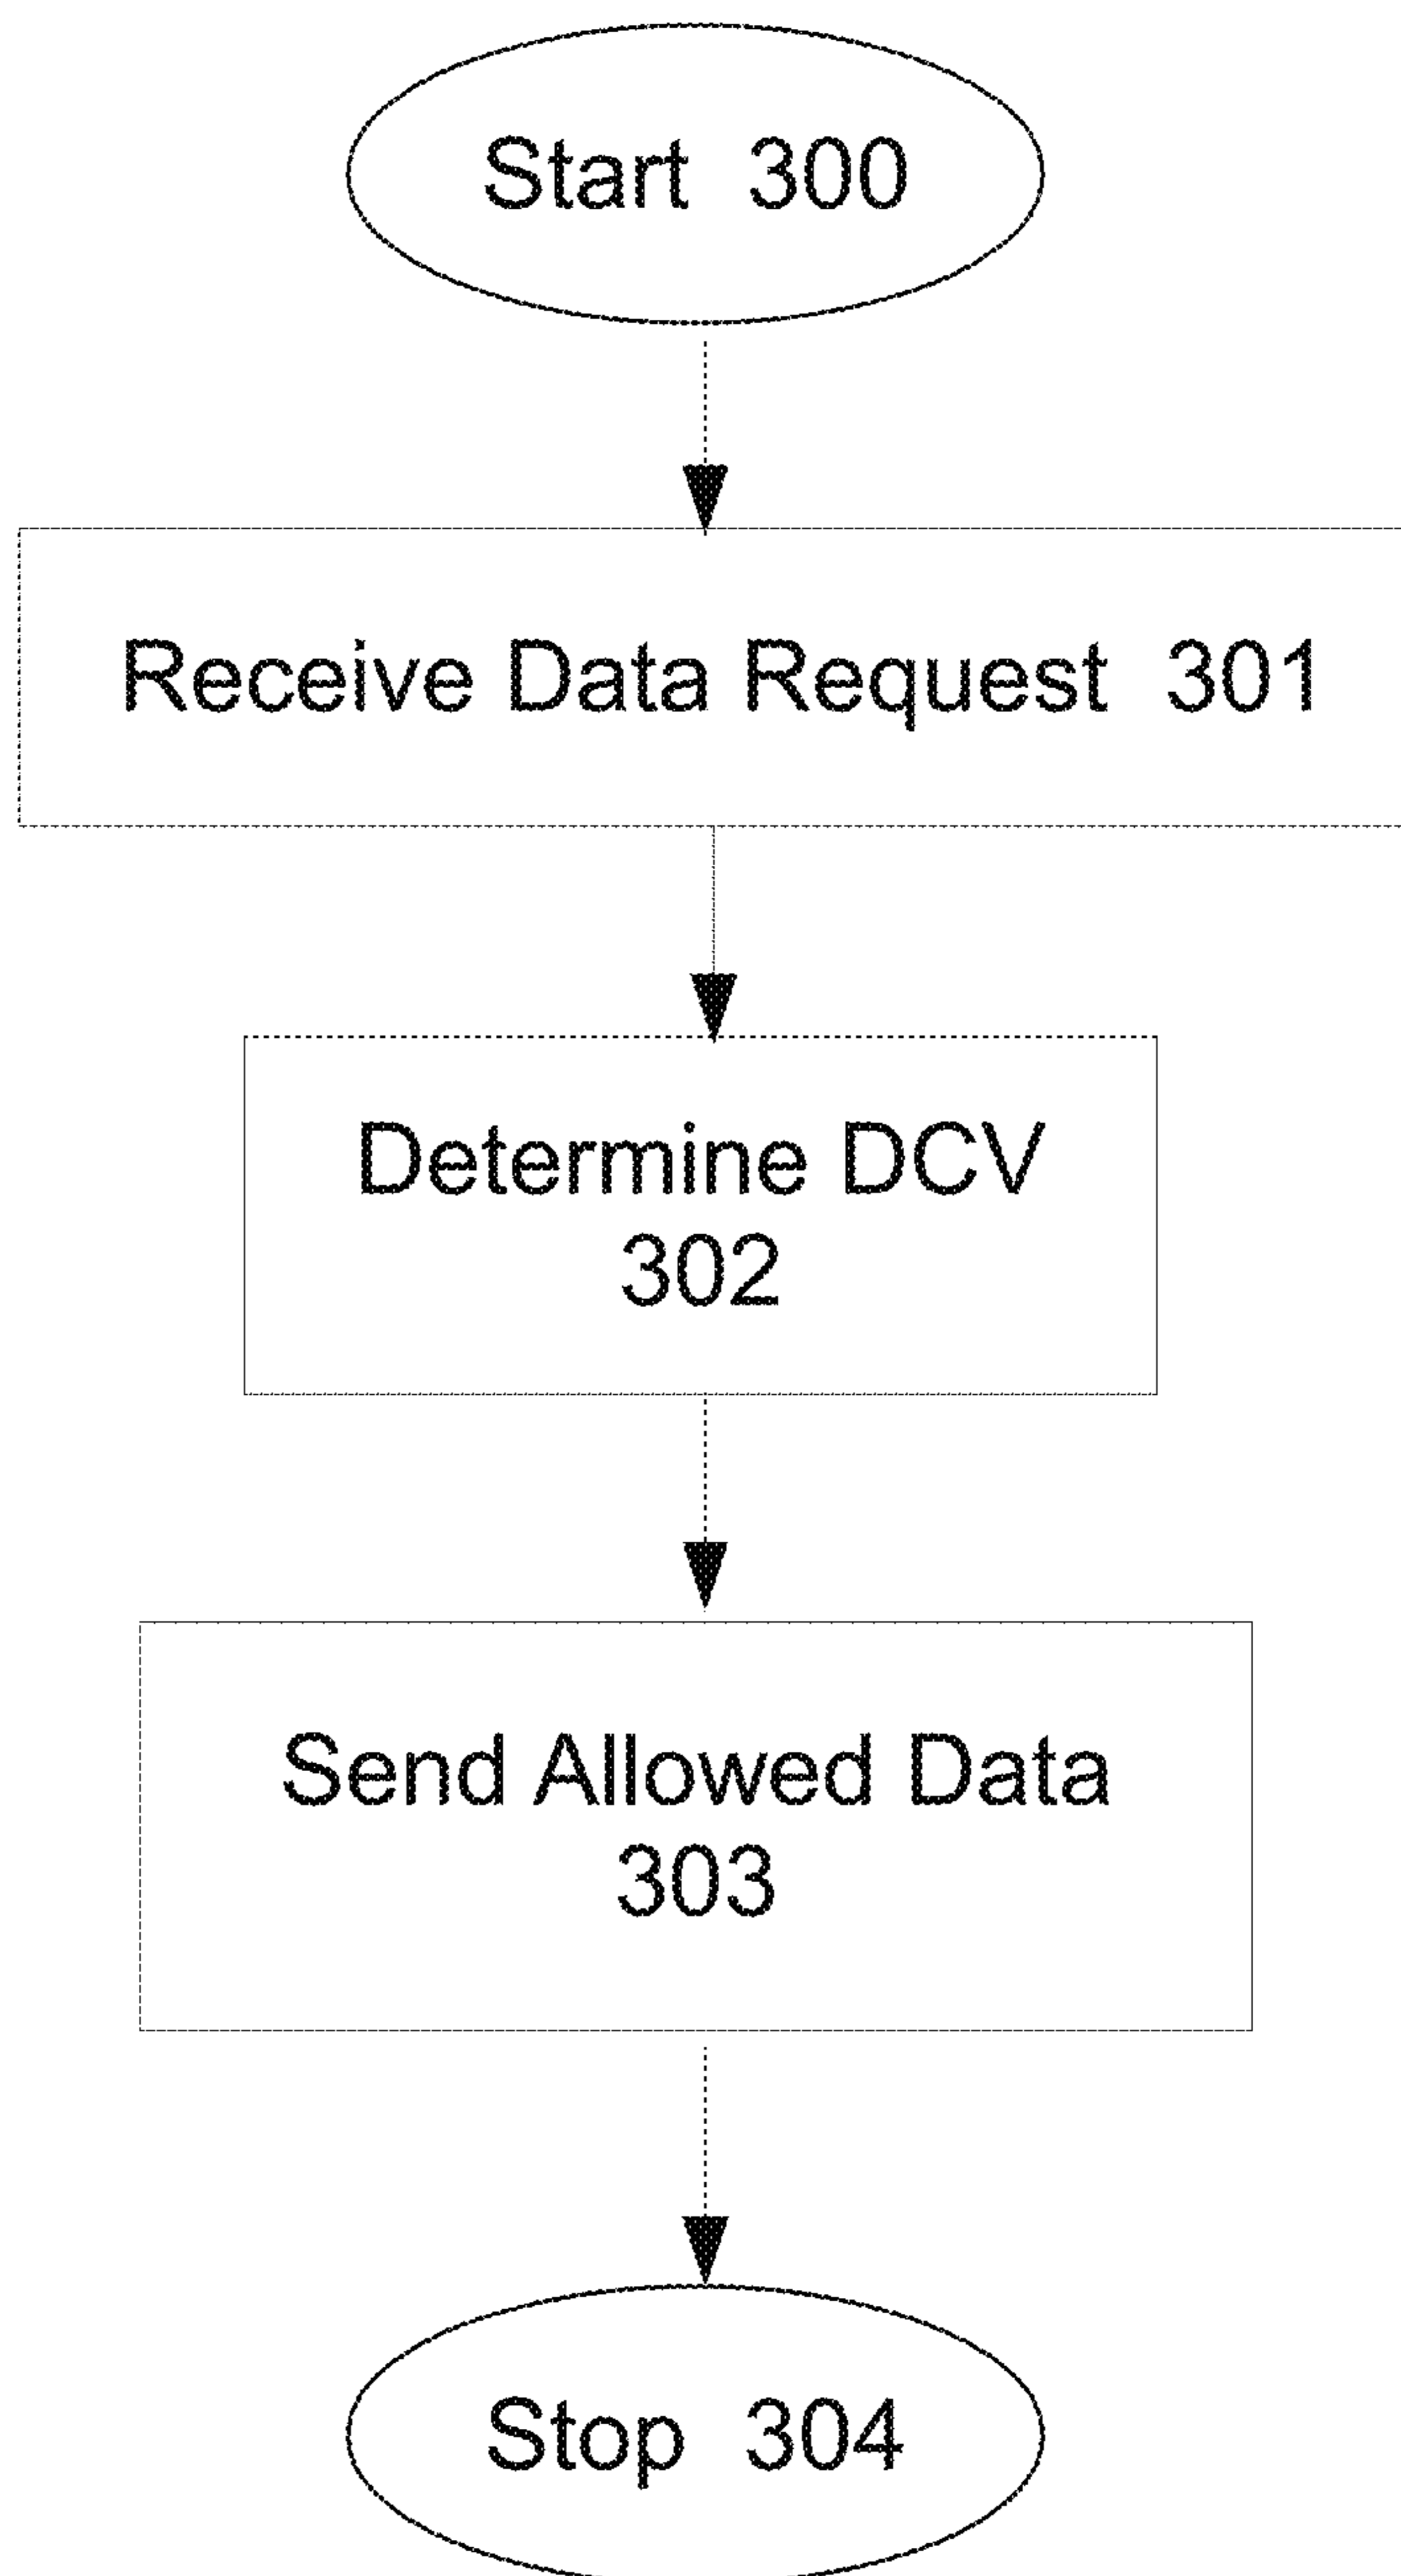 Start 300
Receive Data Request 301
Determine DCV
302
Send Allowed Data
303
Stop 304